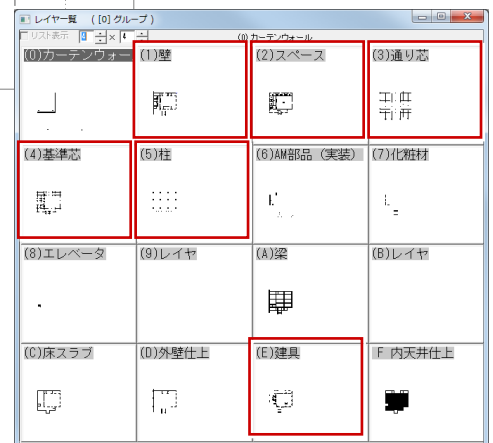 レイヤ一覧 ( [0] グループ )
リスト表示 8 × 4 (0) カーテンウォール
(0)カーテンウォー (1)壁 (2)スペース (3)通り芯
(4)基準芯 (5)柱 (6)AM部品 (実装) (7)化粧材
(8)エレベータ (9)レイヤ (A)梁 (B)レイヤ
(C)床スラブ (D)外壁仕上 (E)建具 F 内天井仕上